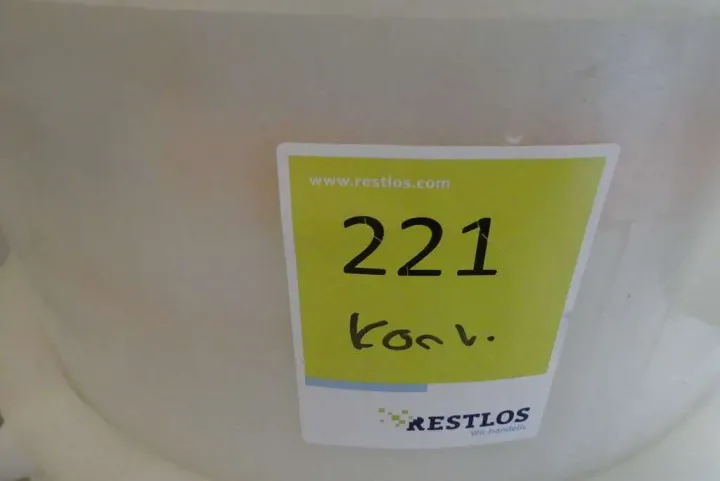 www.restlos.com
221
Konv.
RESTLOS
Wir handeln.